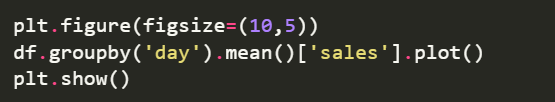 plt.figure(figsize=(10,5))
df.groupby('day').mean()['sales'].plot()
plt.show()